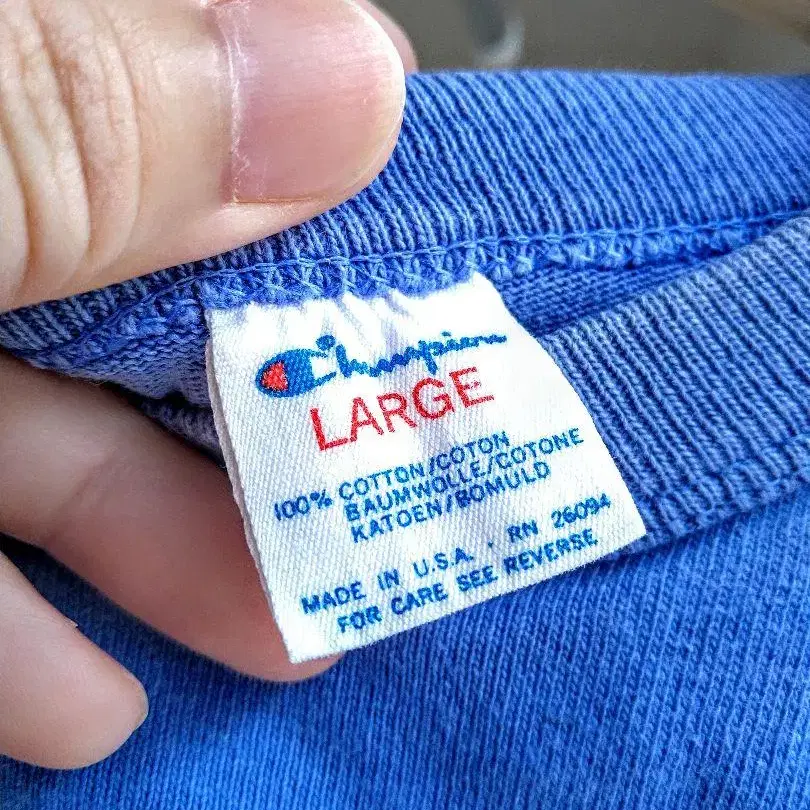 Champion
LARGE
100% COTTON/COTON
BAUMWOLLE/COTONE
KATOEN/BOMULD
MADE IN U.S.A. · RN 26094
FOR CARE SEE REVERSE